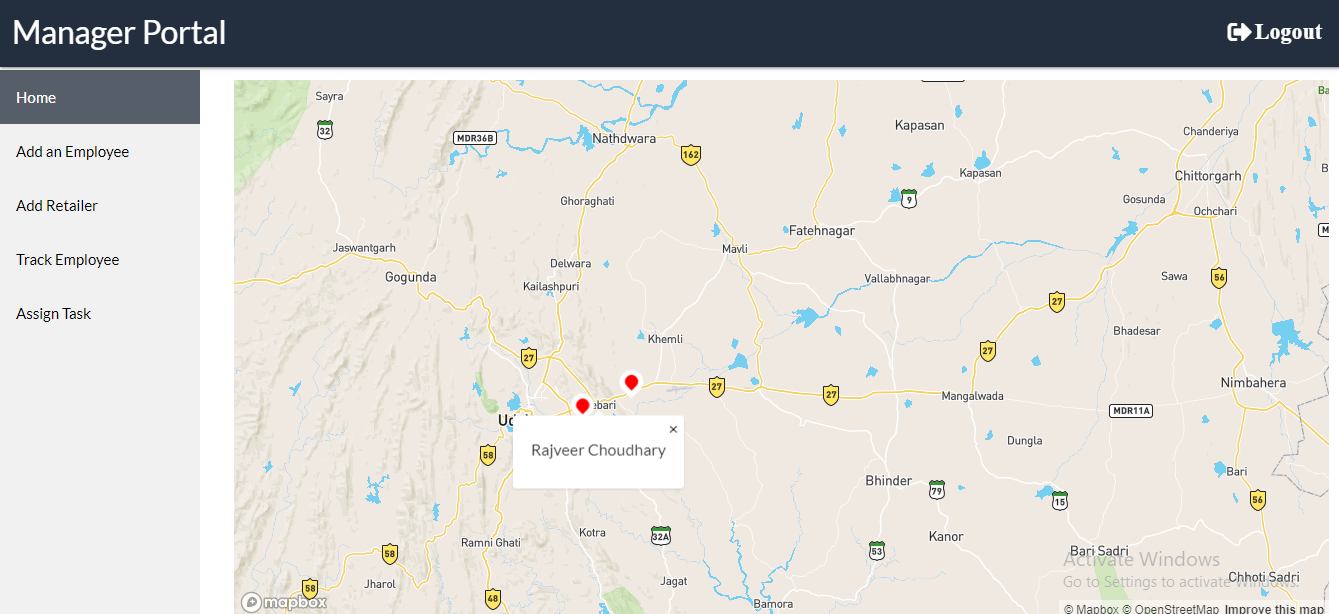 Manager Portal
Logout
Home
Add an Employee
Add Retailer
Track Employee
Assign Task
Sayra
32
MDR36B
Nathdwara
162
Kapasan
Chanderiya
Kapasan
Chittorgarh
9
Gosunda
Ochchari
Ghoraghati
Jaswantgarh
Mavli
Fatehnagar
Delwara
Gogunda
Kailashpuri
Vallabhnagar
Sawa
56
27
Bhadesar
Khemli
27
27
27
27
Nimbahera
Mangalwada
MDR11A
ebari
Rajveer Choudhary
×
58
Dungla
Bhinder
79
Bari
15
56
Kotra
32A
Ramni Ghati
Kanor
53
58
Bari Sadri
Activate Windows
Go to Settings to activate Windows.
Chhoti Sadri
Jharol
Jagat
58
48
Bamora
mapbox
© Mapbox © OpenStreetMap Improve this map